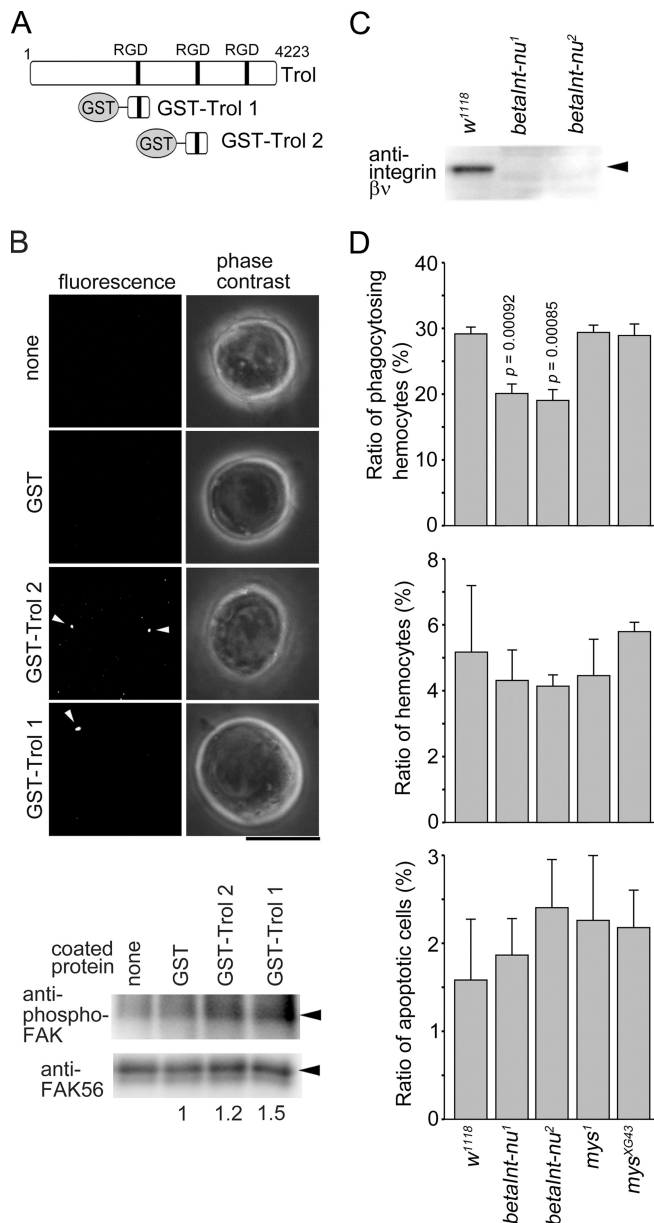 A
1
RGD RGD RGD
4223
Trol
GST
GST-Trol 1
GST
GST-Trol 2
B
fluorescence
phase
contrast
none
GST
GST-Trol 2
GST-Trol 1
coated
protein
none
GST
GST-Trol 2
GST-Trol 1
anti-
phospho-
FAK
anti-
FAK56
1 1.2 1.5
C
w1118
betaInt-nu1
betaInt-nu2
anti-
integrin
βν
D
Ratio of phagocytosing
hemocytes (%)
40
30
20
10
0
p = 0.00092
p = 0.00085
Ratio of hemocytes (%)
8
6
4
2
0
Ratio of apoptotic cells (%)
3
2
1
0
w1118
betaInt-nu1
betaInt-nu2
mys1
mysXG43